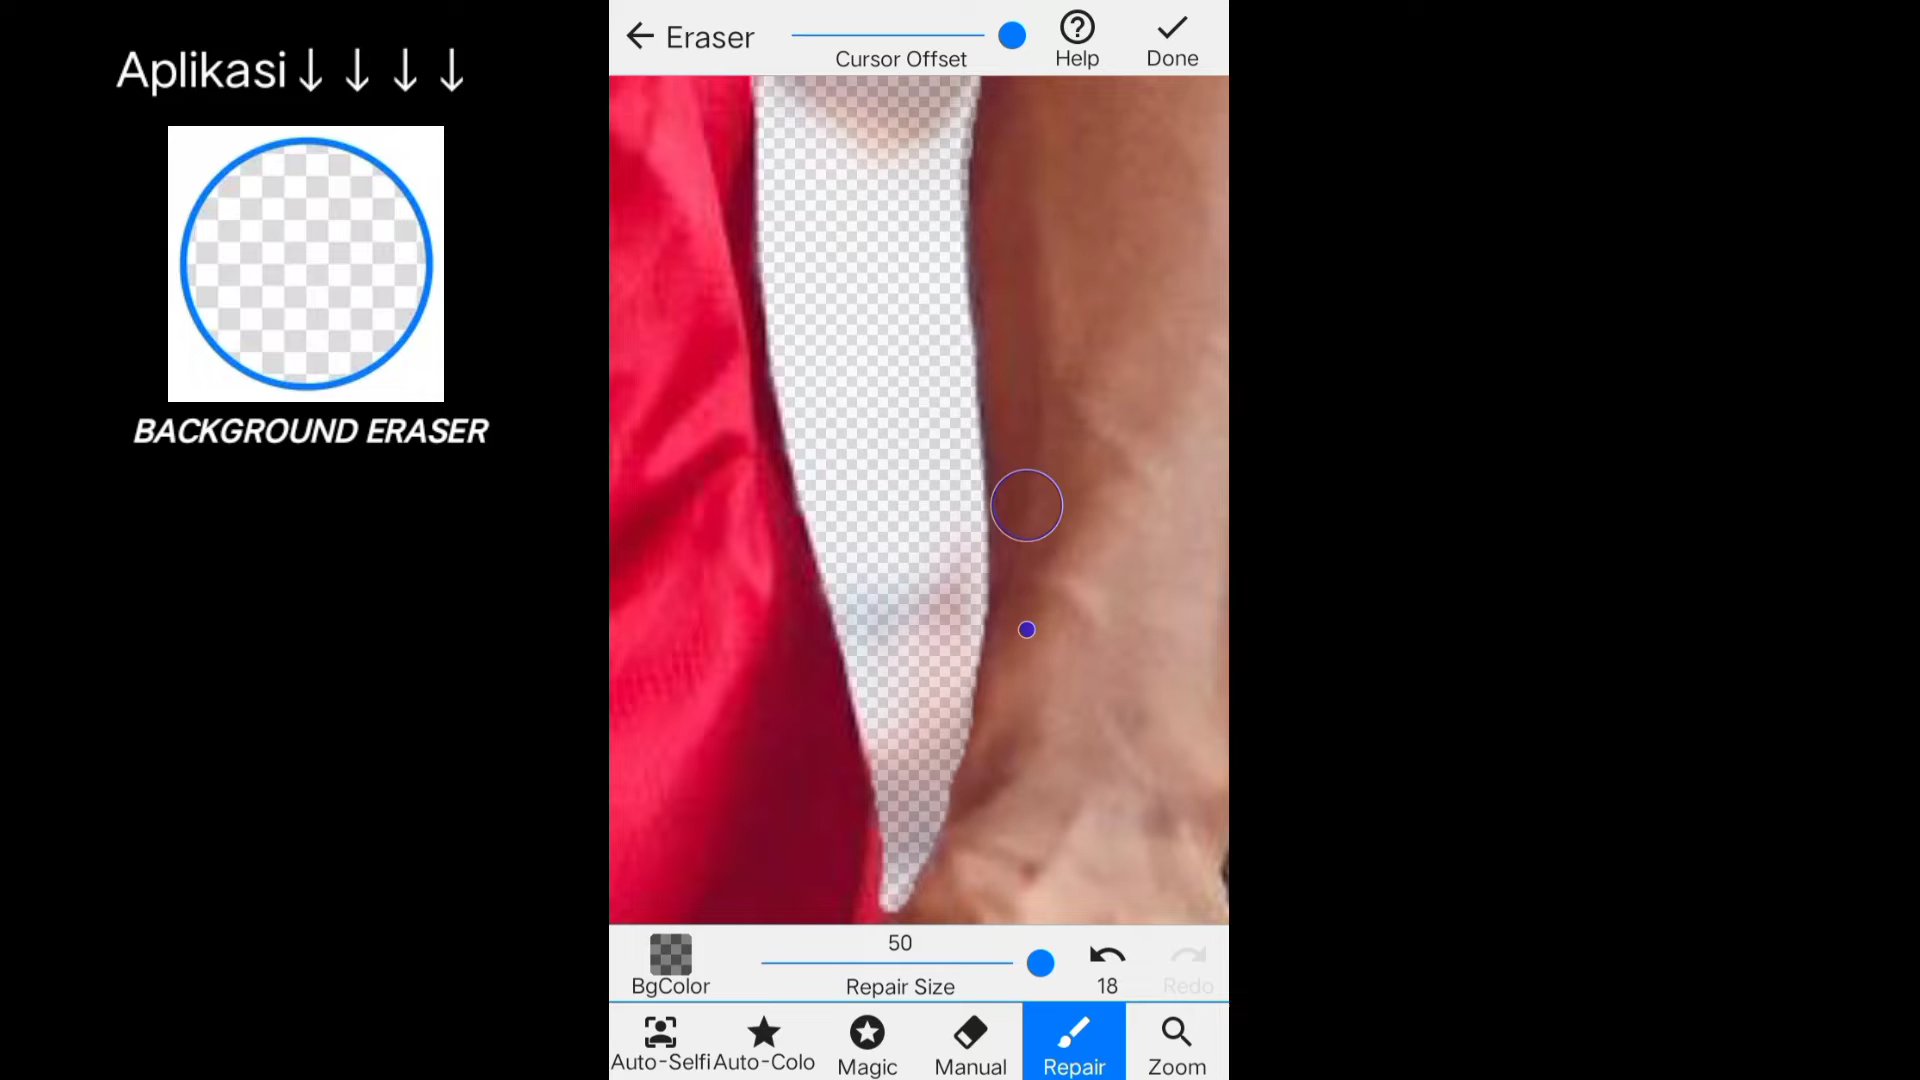 Aplikasi↓↓↓↓
BACKGROUND ERASER
Eraser
Cursor Offset
Help
Done
BgColor
50
Repair Size
18
Redo
Auto-Selfi
Auto-Colo
Magic
Manual
Repair
Zoom